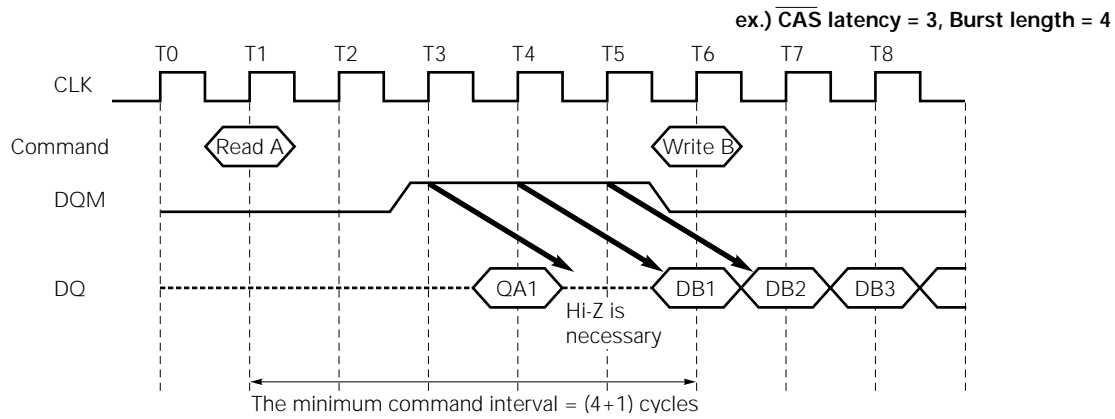 ex.) CAS latency = 3, Burst length = 4
T0 T1 T2 T3 T4 T5 T6 T7 T8
CLK
Command Read A Write B
DQM
DQ QA1 DB1 DB2 DB3
Hi-Z is
necessary
The minimum command interval = (4+1) cycles